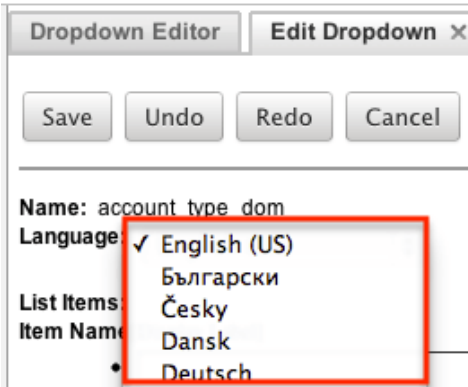 Dropdown Editor Edit Dropdown ×
Save Undo Redo Cancel
Name: account_type_dom
Language:
✓ English (US)
Български
Česky
List Items:
Item Name
Dansk
Deutsch